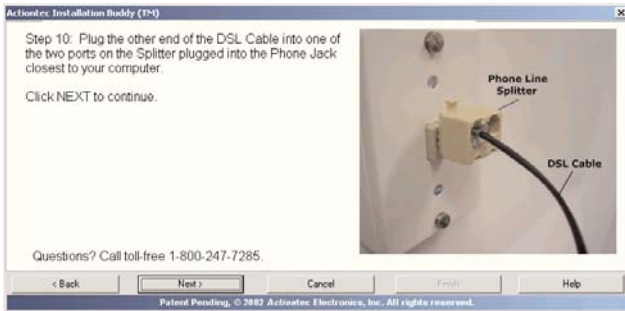 Actiontec Installation Buddy (TM)
Step 10: Plug the other end of the DSL Cable into one of
the two ports on the Splitter plugged into the Phone Jack
closest to your computer.
Click NEXT to continue.
Phone Line
Splitter
DSL Cable
Questions? Call toll-free 1-800-247-7285.
< Back
Next >
Cancel
Finish
Help
Patent Pending, © 2002 Actiontec Electronics, Inc. All rights reserved.